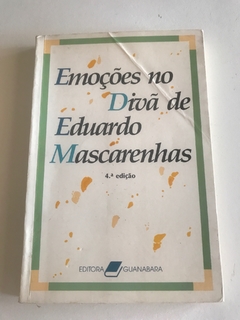 Emoções no
Divã de
Eduardo
Mascarenhas
4.ª edição
EDITORA GUANABARA